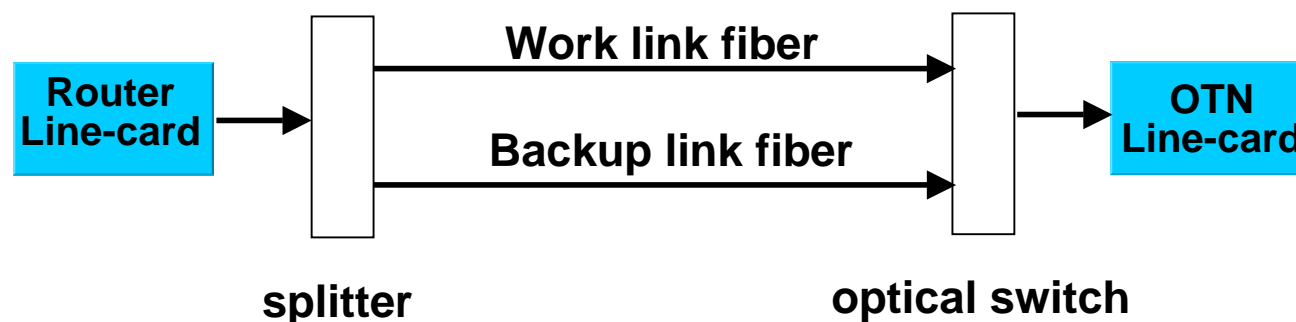 Work link fiber
Router
Line-card
OTN
Line-card
Backup link fiber
splitter
optical switch